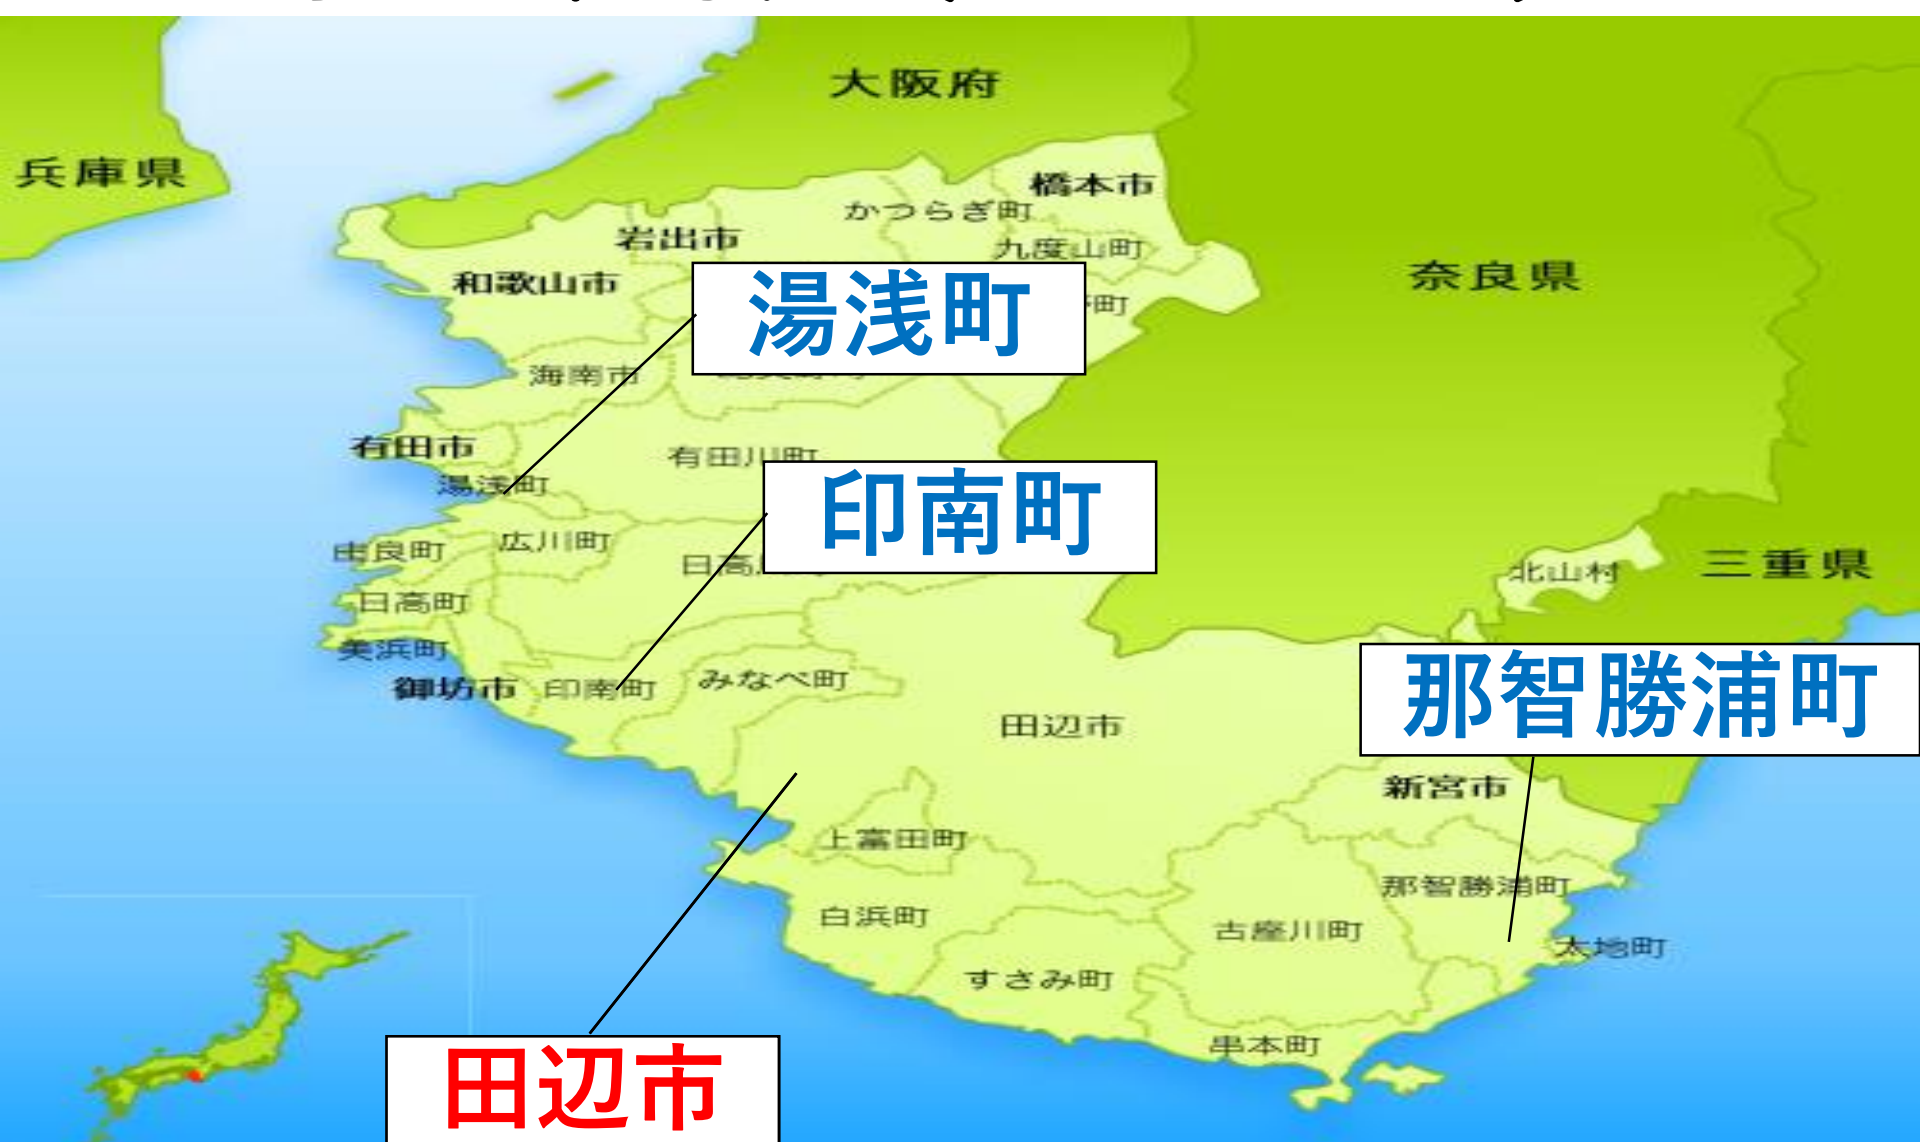 大阪府
兵庫県
橋本市
かつらぎ町
岩出市
九度山町
和歌山市
奈良県
湯浅町
町
海南市
有田市
有田川町
湯浅町
印南町
由良町
広川町
日高
北山村
三重県
日高町
美浜町
御坊市
印南町
みなべ町
那智勝浦町
田辺市
新宮市
上富田町
那智勝浦町
白浜町
古座川町
太地町
すさみ町
串本町
田辺市